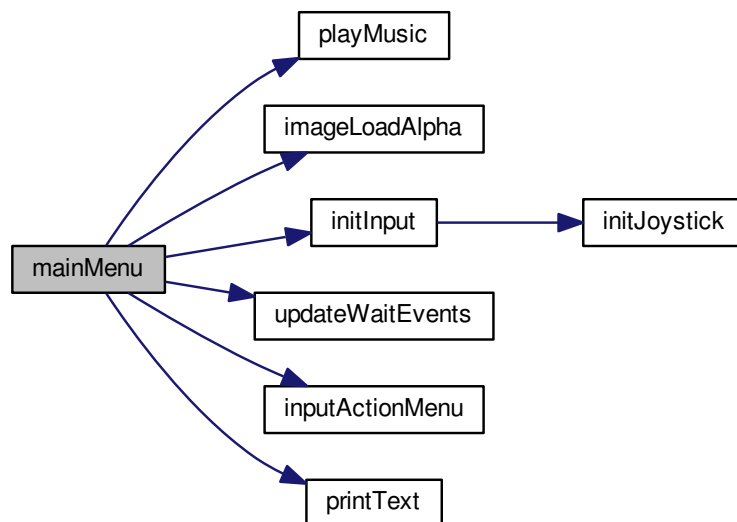 playMusic
imageLoadAlpha
initInput
initJoystick
mainMenu
updateWaitEvents
inputActionMenu
printText